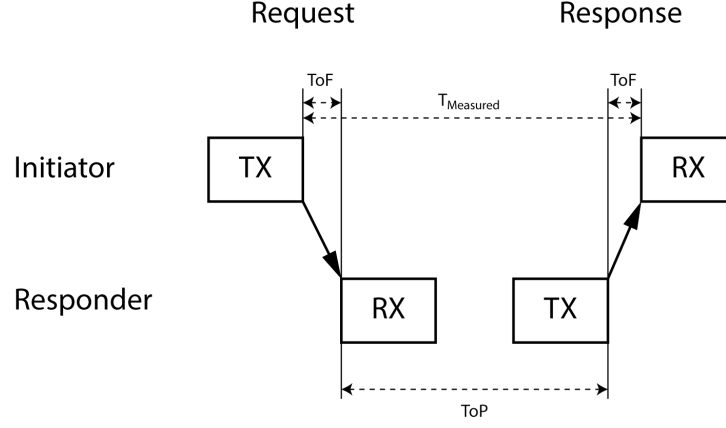 Request
Response
ToF
ToF
TMeasured
Initiator
TX
RX
Responder
RX
TX
ToP